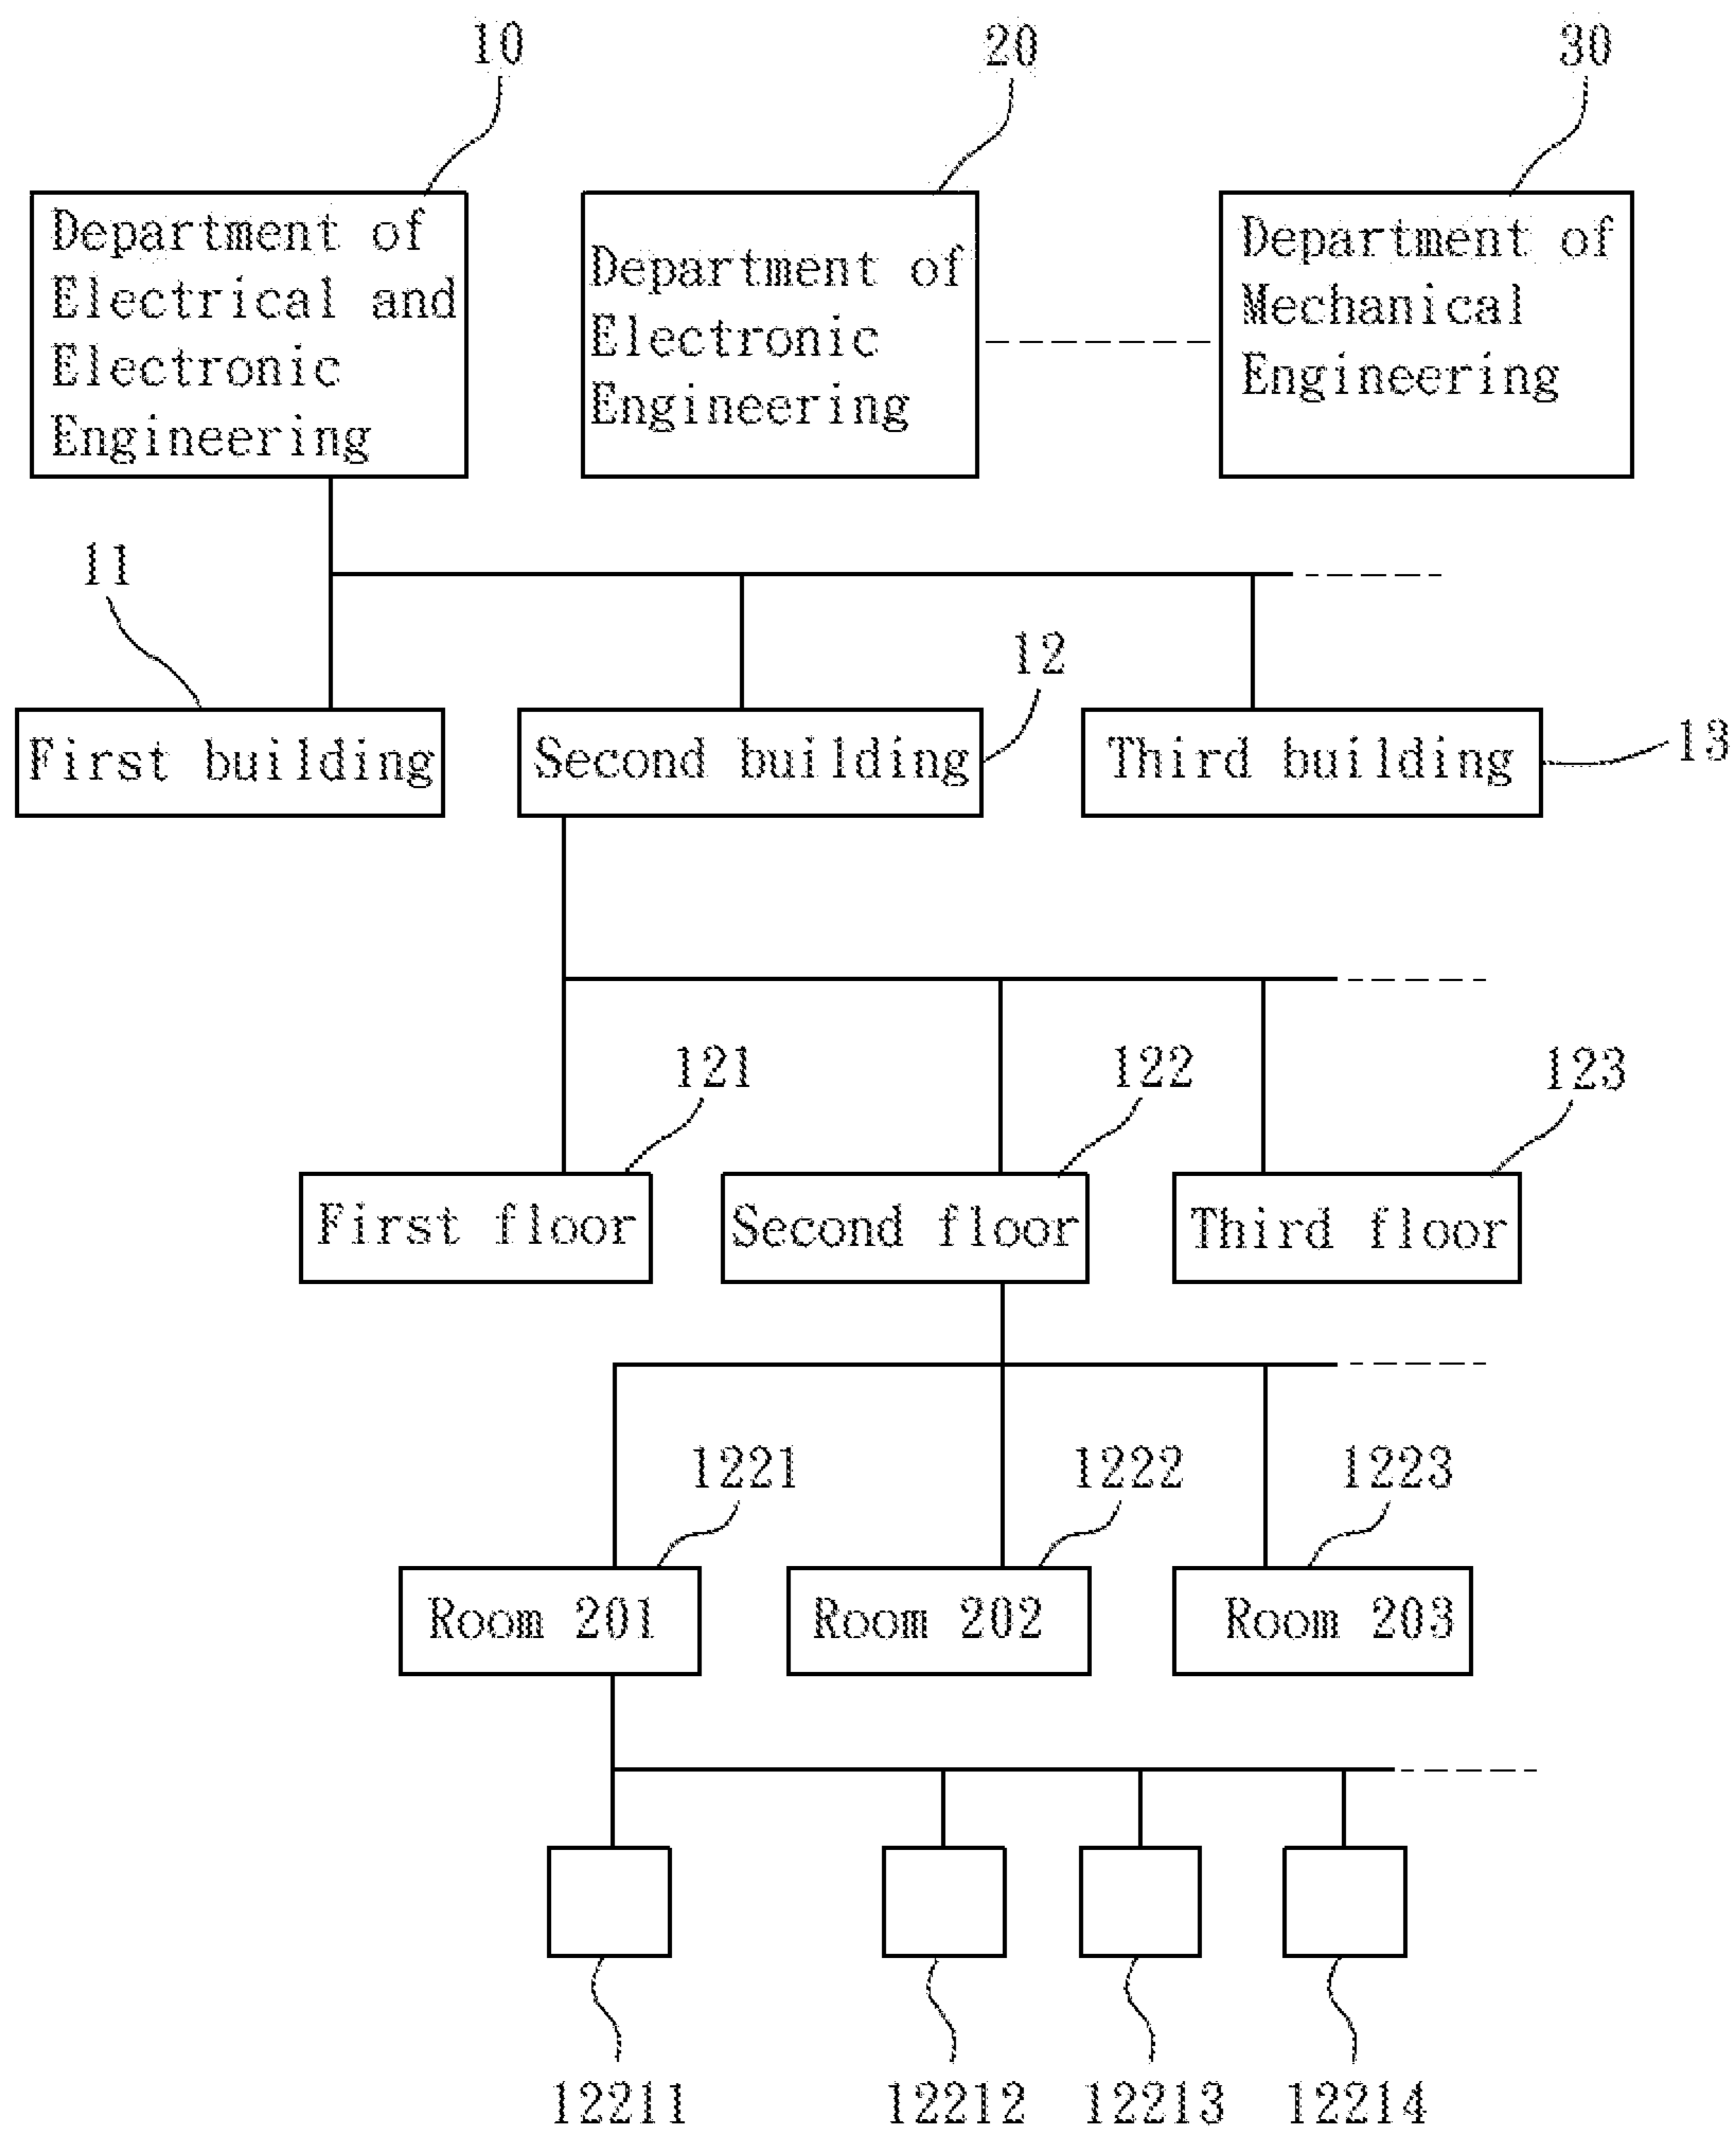 10
20
30
Department of
Electrical and
Electronic
Engineering
Department of
Electronic
Engineering
Department of
Mechanical
Engineering
11
12
13
First building
Second building
Third building
121
122
123
First floor
Second floor
Third floor
1221
1222
1223
Room 201
Room 202
Room 203
12211
12212
12213
12214